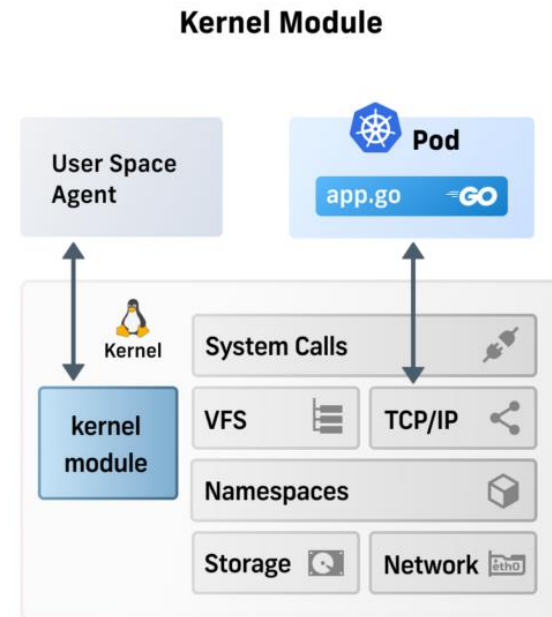 Kernel Module
User Space
Agent
Pod
app.go
GO
Kernel
System Calls
kernel
module
VFS
TCP/IP
Namespaces
Storage
Network
eth0